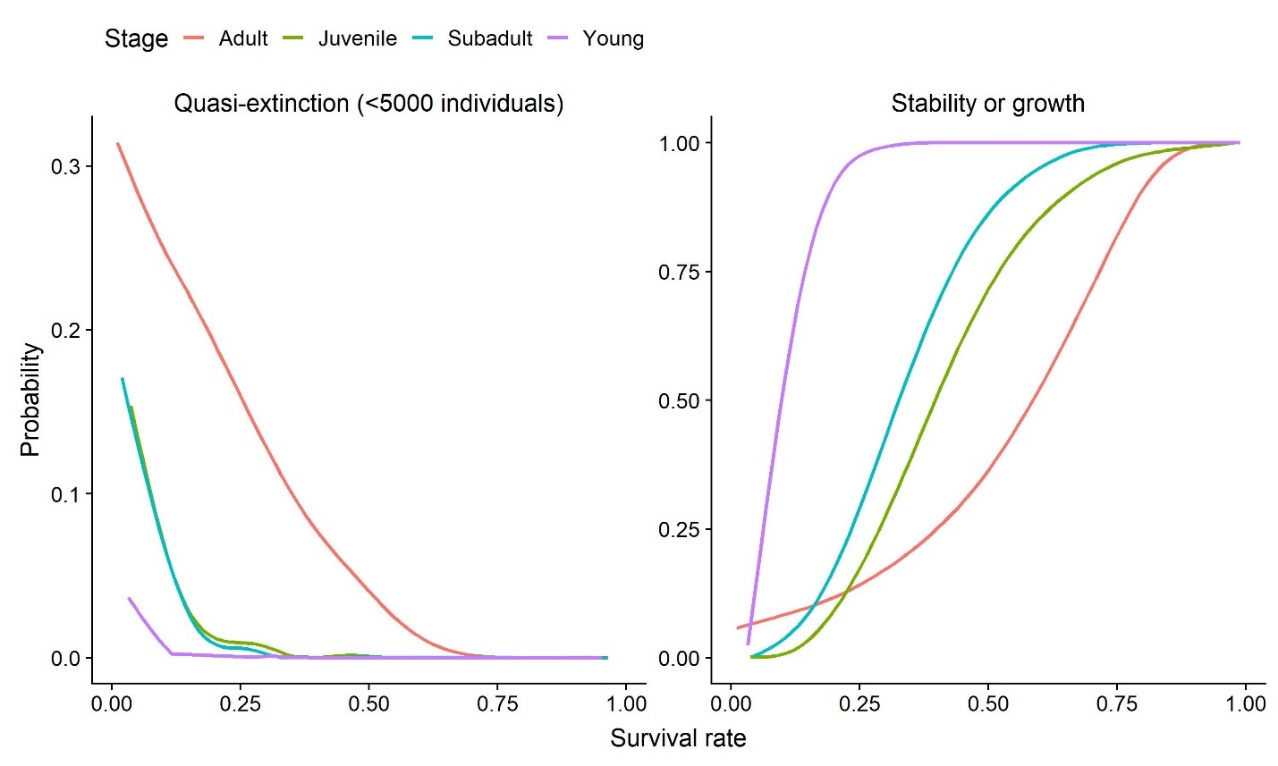 Stage Adult Juvenile Subadult Young
Quasi-extinction (<5000 individuals)
Stability or growth
Probability
0.3
0.2
0.1
0.0
0.00 0.25 0.50 0.75 1.00
1.00
0.75
0.50
0.25
0.00
0.00 0.25 0.50 0.75 1.00
Survival rate